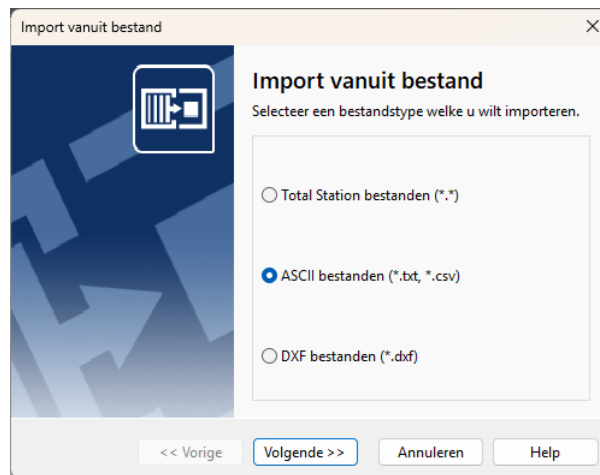 Import vanuit bestand
Import vanuit bestand
Selecteer een bestandstype welke u wilt importeren.
Total Station bestanden (*.*)
ASCII bestanden (*.txt, *.csv)
DXF bestanden (*.dxf)
<< Vorige
Volgende >>
Annuleren
Help